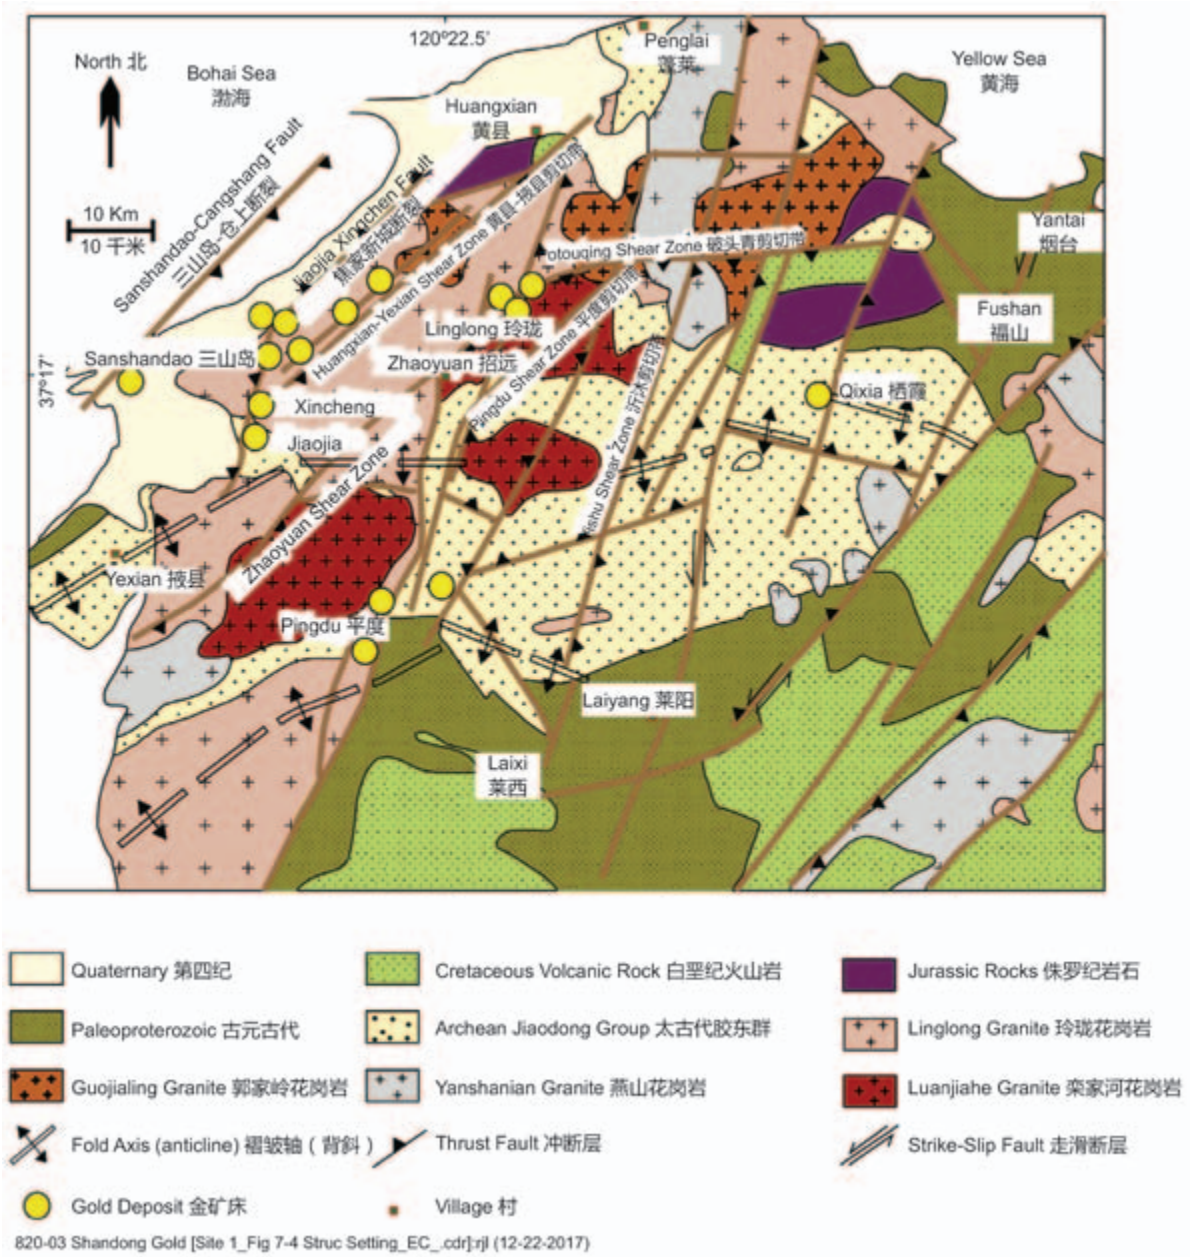 120°22.5'
Penglai
蓬莱
North 北
Bohai Sea
渤海
Yellow Sea
黄海
Huangxian
黄县
Sanshandao-Cangshang Fault
三山岛-仓上断裂
Jiaojia Xingchen Fault
焦家新城断裂
Huangxian-Yexian Shear Zone 黄县-掖县剪切带
10 Km
10 千米
Yantai
烟台
Potouqing Shear Zone 破头青剪切带
Fushan
福山
Linglong 玲珑
Sanshandao 三山岛
Zhaoyuan 招远
Pingdu Shear Zone 平度剪切带
37°17'
Qixia 栖霞
Xincheng
Jiaojia
Zhaoyuan Shear Zone
Yishu Shear Zone 沂沭剪切带
Yexian 掖县
Pingdu 平度
Laiyang 莱阳
Laixi
莱西
Quaternary 第四纪
Cretaceous Volcanic Rock 白垩纪火山岩
Jurassic Rocks 侏罗纪岩石
Paleoproterozoic 古元古代
Archean Jiaodong Group 太古代胶东群
Linglong Granite 玲珑花岗岩
Guojialing Granite 郭家岭花岗岩
Yanshanian Granite 燕山花岗岩
Luanjiahe Granite 栾家河花岗岩
Fold Axis (anticline) 褶皱轴（背斜）
Thrust Fault 冲断层
Strike-Slip Fault 走滑断层
Gold Deposit 金矿床
Village 村
820-03 Shandong Gold [Site 1_Fig 7-4 Struc Setting_EC_.cdr]:rjl (12-22-2017)